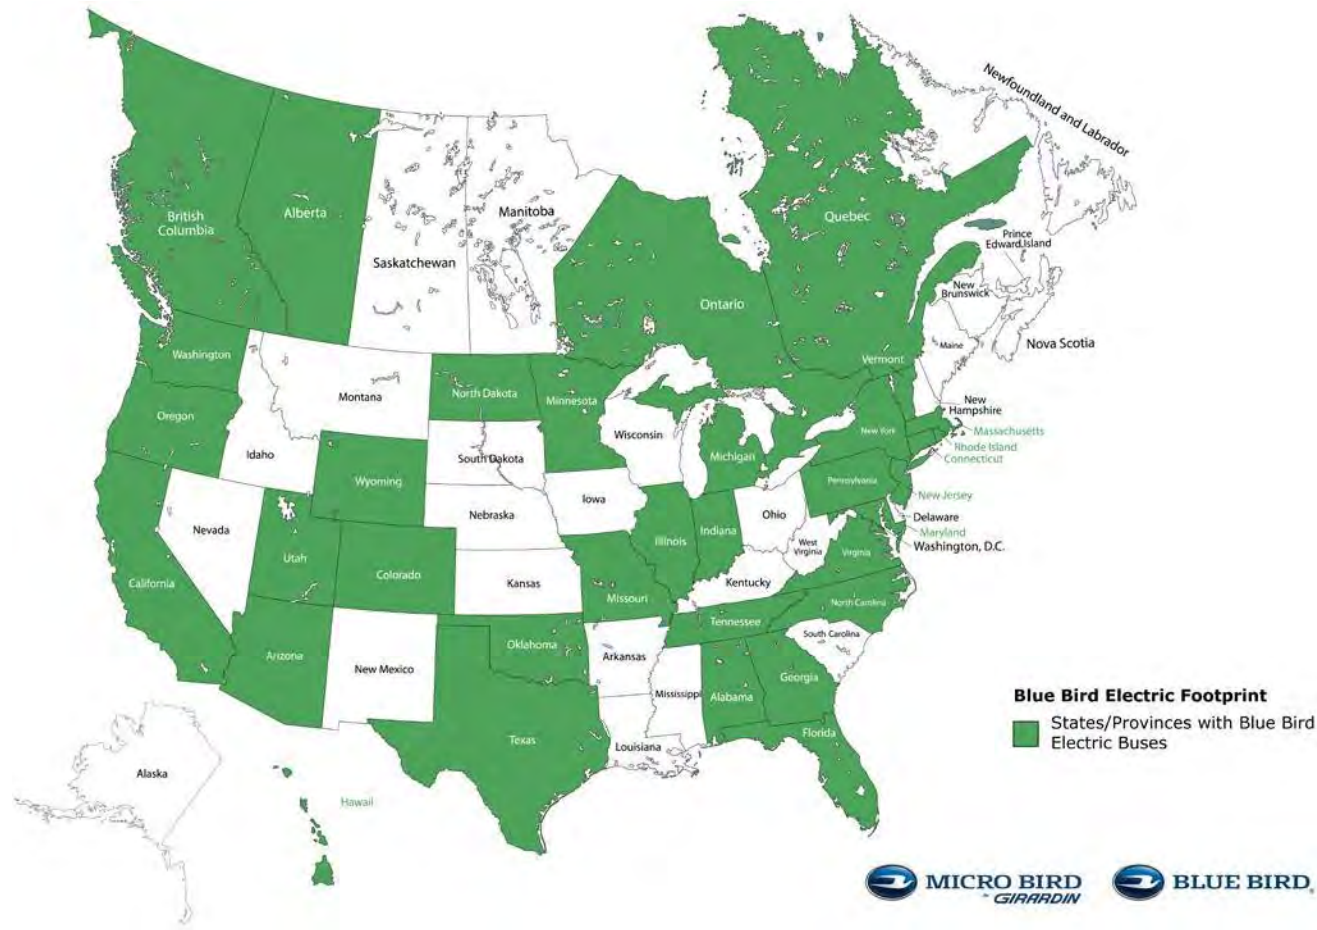 Newfoundland and Labrador
British
Columbia
Alberta
Saskatchewan
Manitoba
Ontario
Quebec
Prince
Edward Island
New
Brunswick
Nova Scotia
Maine
Vermont
New
Hampshire
Massachusetts
Rhode Island
Connecticut
New York
Washington
Oregon
Idaho
Montana
North Dakota
Minnesota
Wisconsin
Michigan
South Dakota
Wyoming
Pennsylvania
New Jersey
Delaware
Maryland
Washington, D.C.
Iowa
Nebraska
Nevada
Utah
Colorado
Kansas
Illinois
Indiana
Ohio
West
Virginia
Virginia
Kentucky
Missouri
California
Arizona
New Mexico
Oklahoma
Arkansas
Tennessee
North Carolina
South Carolina
Mississippi
Alabama
Georgia
Texas
Louisiana
Florida
Alaska
Hawaii
Blue Bird Electric Footprint
States/Provinces with Blue Bird
Electric Buses
MICRO BIRD
by GIRARDIN
BLUE BIRD